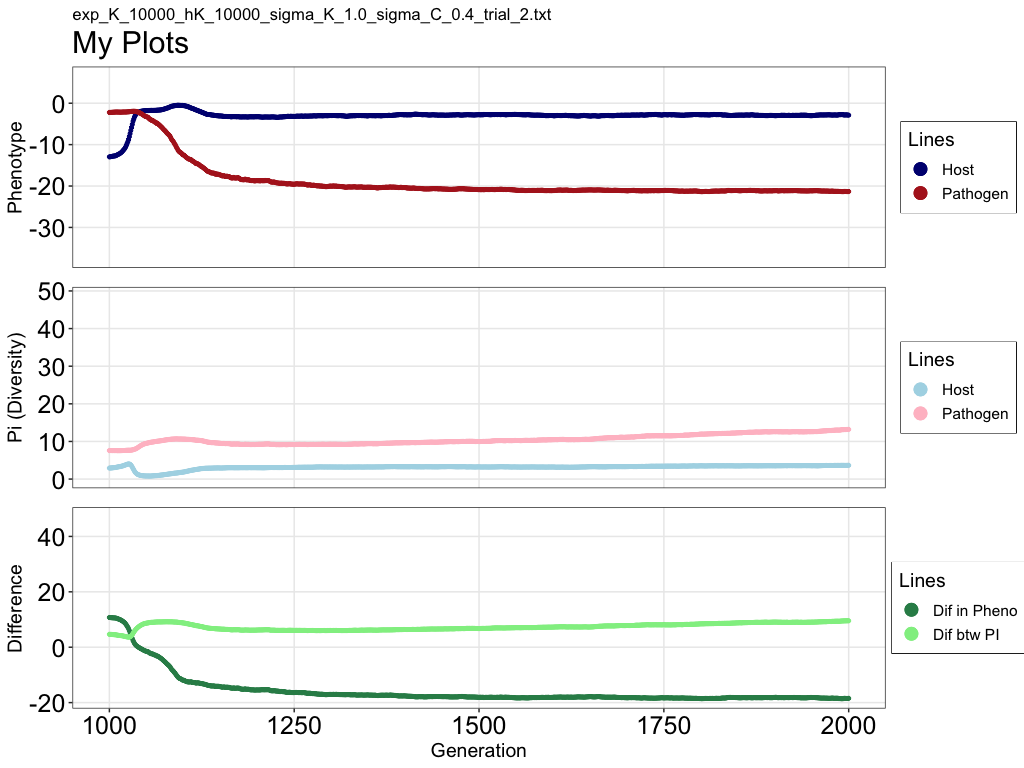 exp_K_10000_hK_10000_sigma_K_1.0_sigma_C_0.4_trial_2.txt
My Plots
Phenotype
0
-10
-20
-30
Lines
Host
Pathogen
Pi (Diversity)
50
40
30
20
10
0
Lines
Host
Pathogen
Difference
40
20
0
-20
Lines
Dif in Pheno
Dif btw PI
1000 1250 1500 1750 2000
Generation